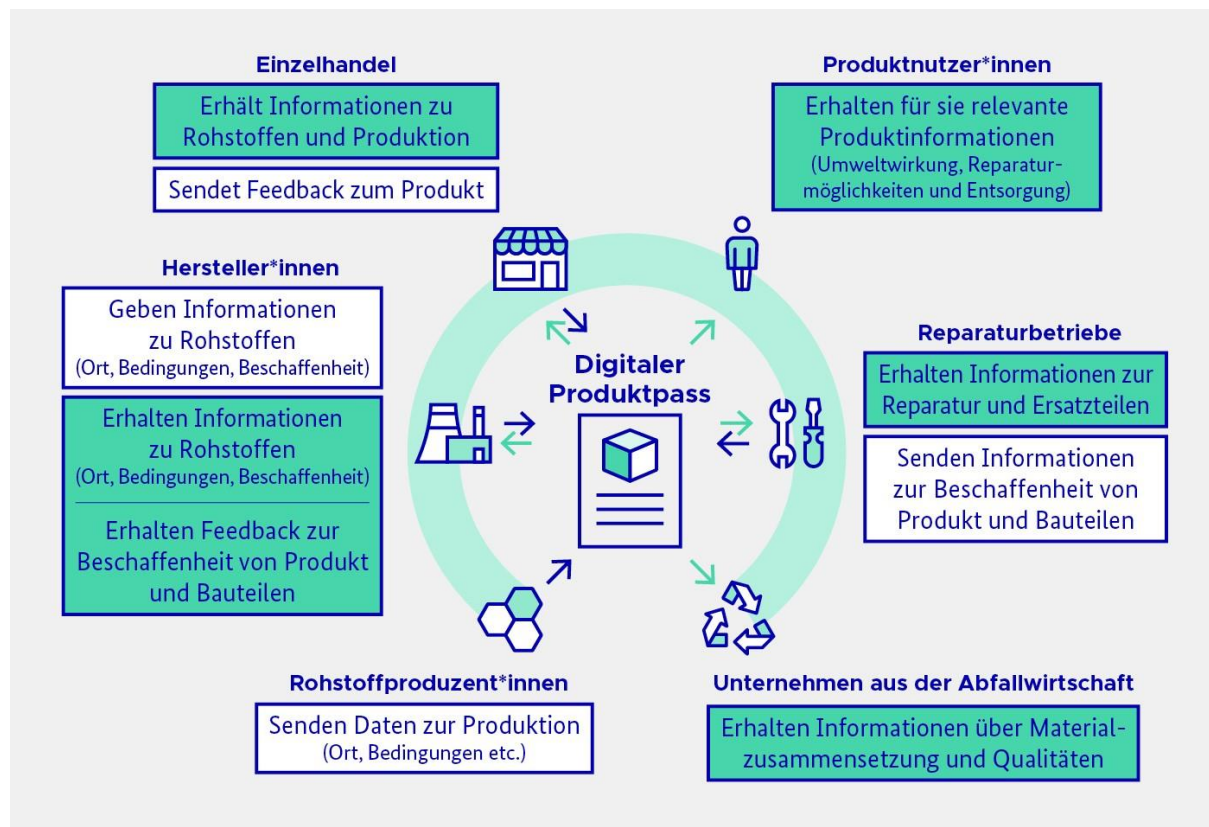 Einzelhandel
Erhält Informationen zu
Rohstoffen und Produktion
Sendet Feedback zum Produkt
Produktnutzer*innen
Erhalten für sie relevante
Produktinformationen
(Umweltwirkung, Reparatur-
möglichkeiten und Entsorgung)
Hersteller*innen
Geben Informationen
zu Rohstoffen
(Ort, Bedingungen, Beschaffenheit)
Erhalten Informationen
zu Rohstoffen
(Ort, Bedingungen, Beschaffenheit)
Erhalten Feedback zur
Beschaffenheit von Produkt
und Bauteilen
Digitaler
Produktpass
Reparaturbetriebe
Erhalten Informationen zur
Reparatur und Ersatzteilen
Senden Informationen
zur Beschaffenheit von
Produkt und Bauteilen
Rohstoffproduzent*innen
Senden Daten zur Produktion
(Ort, Bedingungen etc.)
Unternehmen aus der Abfallwirtschaft
Erhalten Informationen über Material-
zusammensetzung und Qualitäten